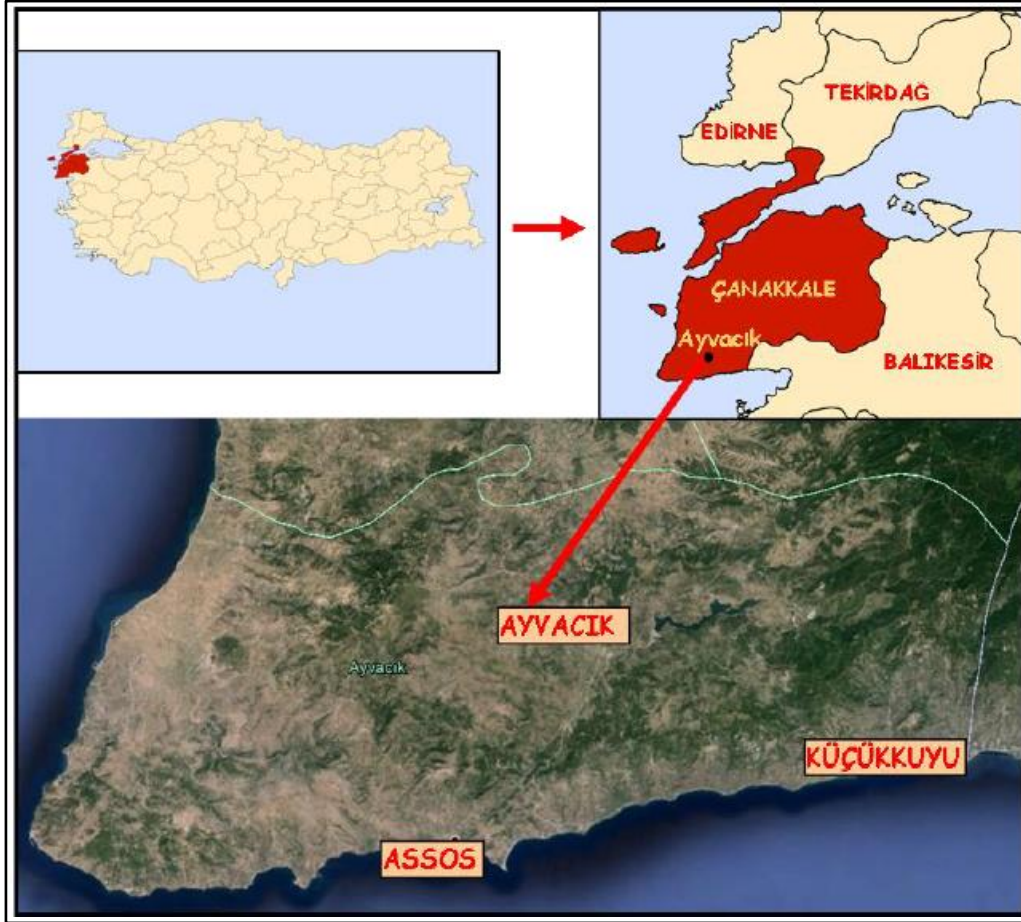 TEKİRDAĞ
EDİRNE
ÇANAKKALE
Ayvacık
BALIKESİR
AYVACIK
Ayvacık
KÜÇÜKKUYU
ASSOS